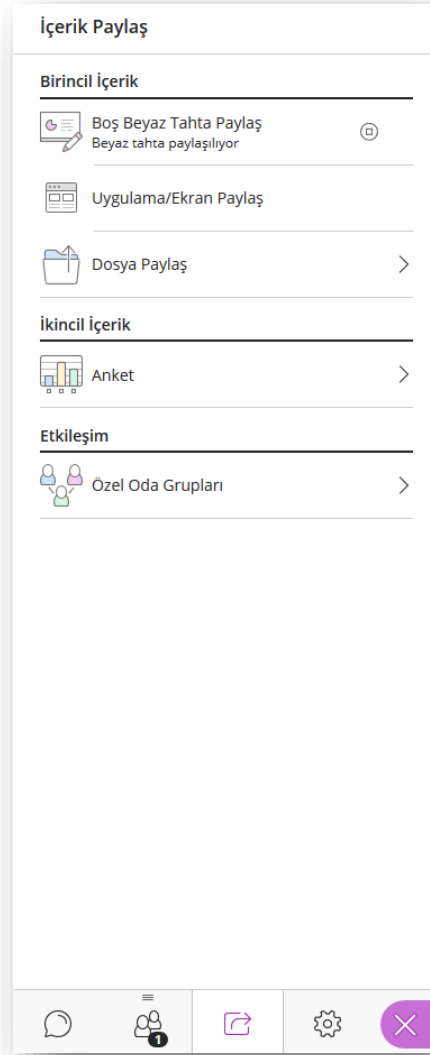 İçerik Paylaş
Birincil İçerik
Boş Beyaz Tahta Paylaş
Beyaz tahta paylaşılıyor
Uygulama/Ekran Paylaş
Dosya Paylaş
İkincil İçerik
Anket
Etkileşim
Özel Oda Grupları
1